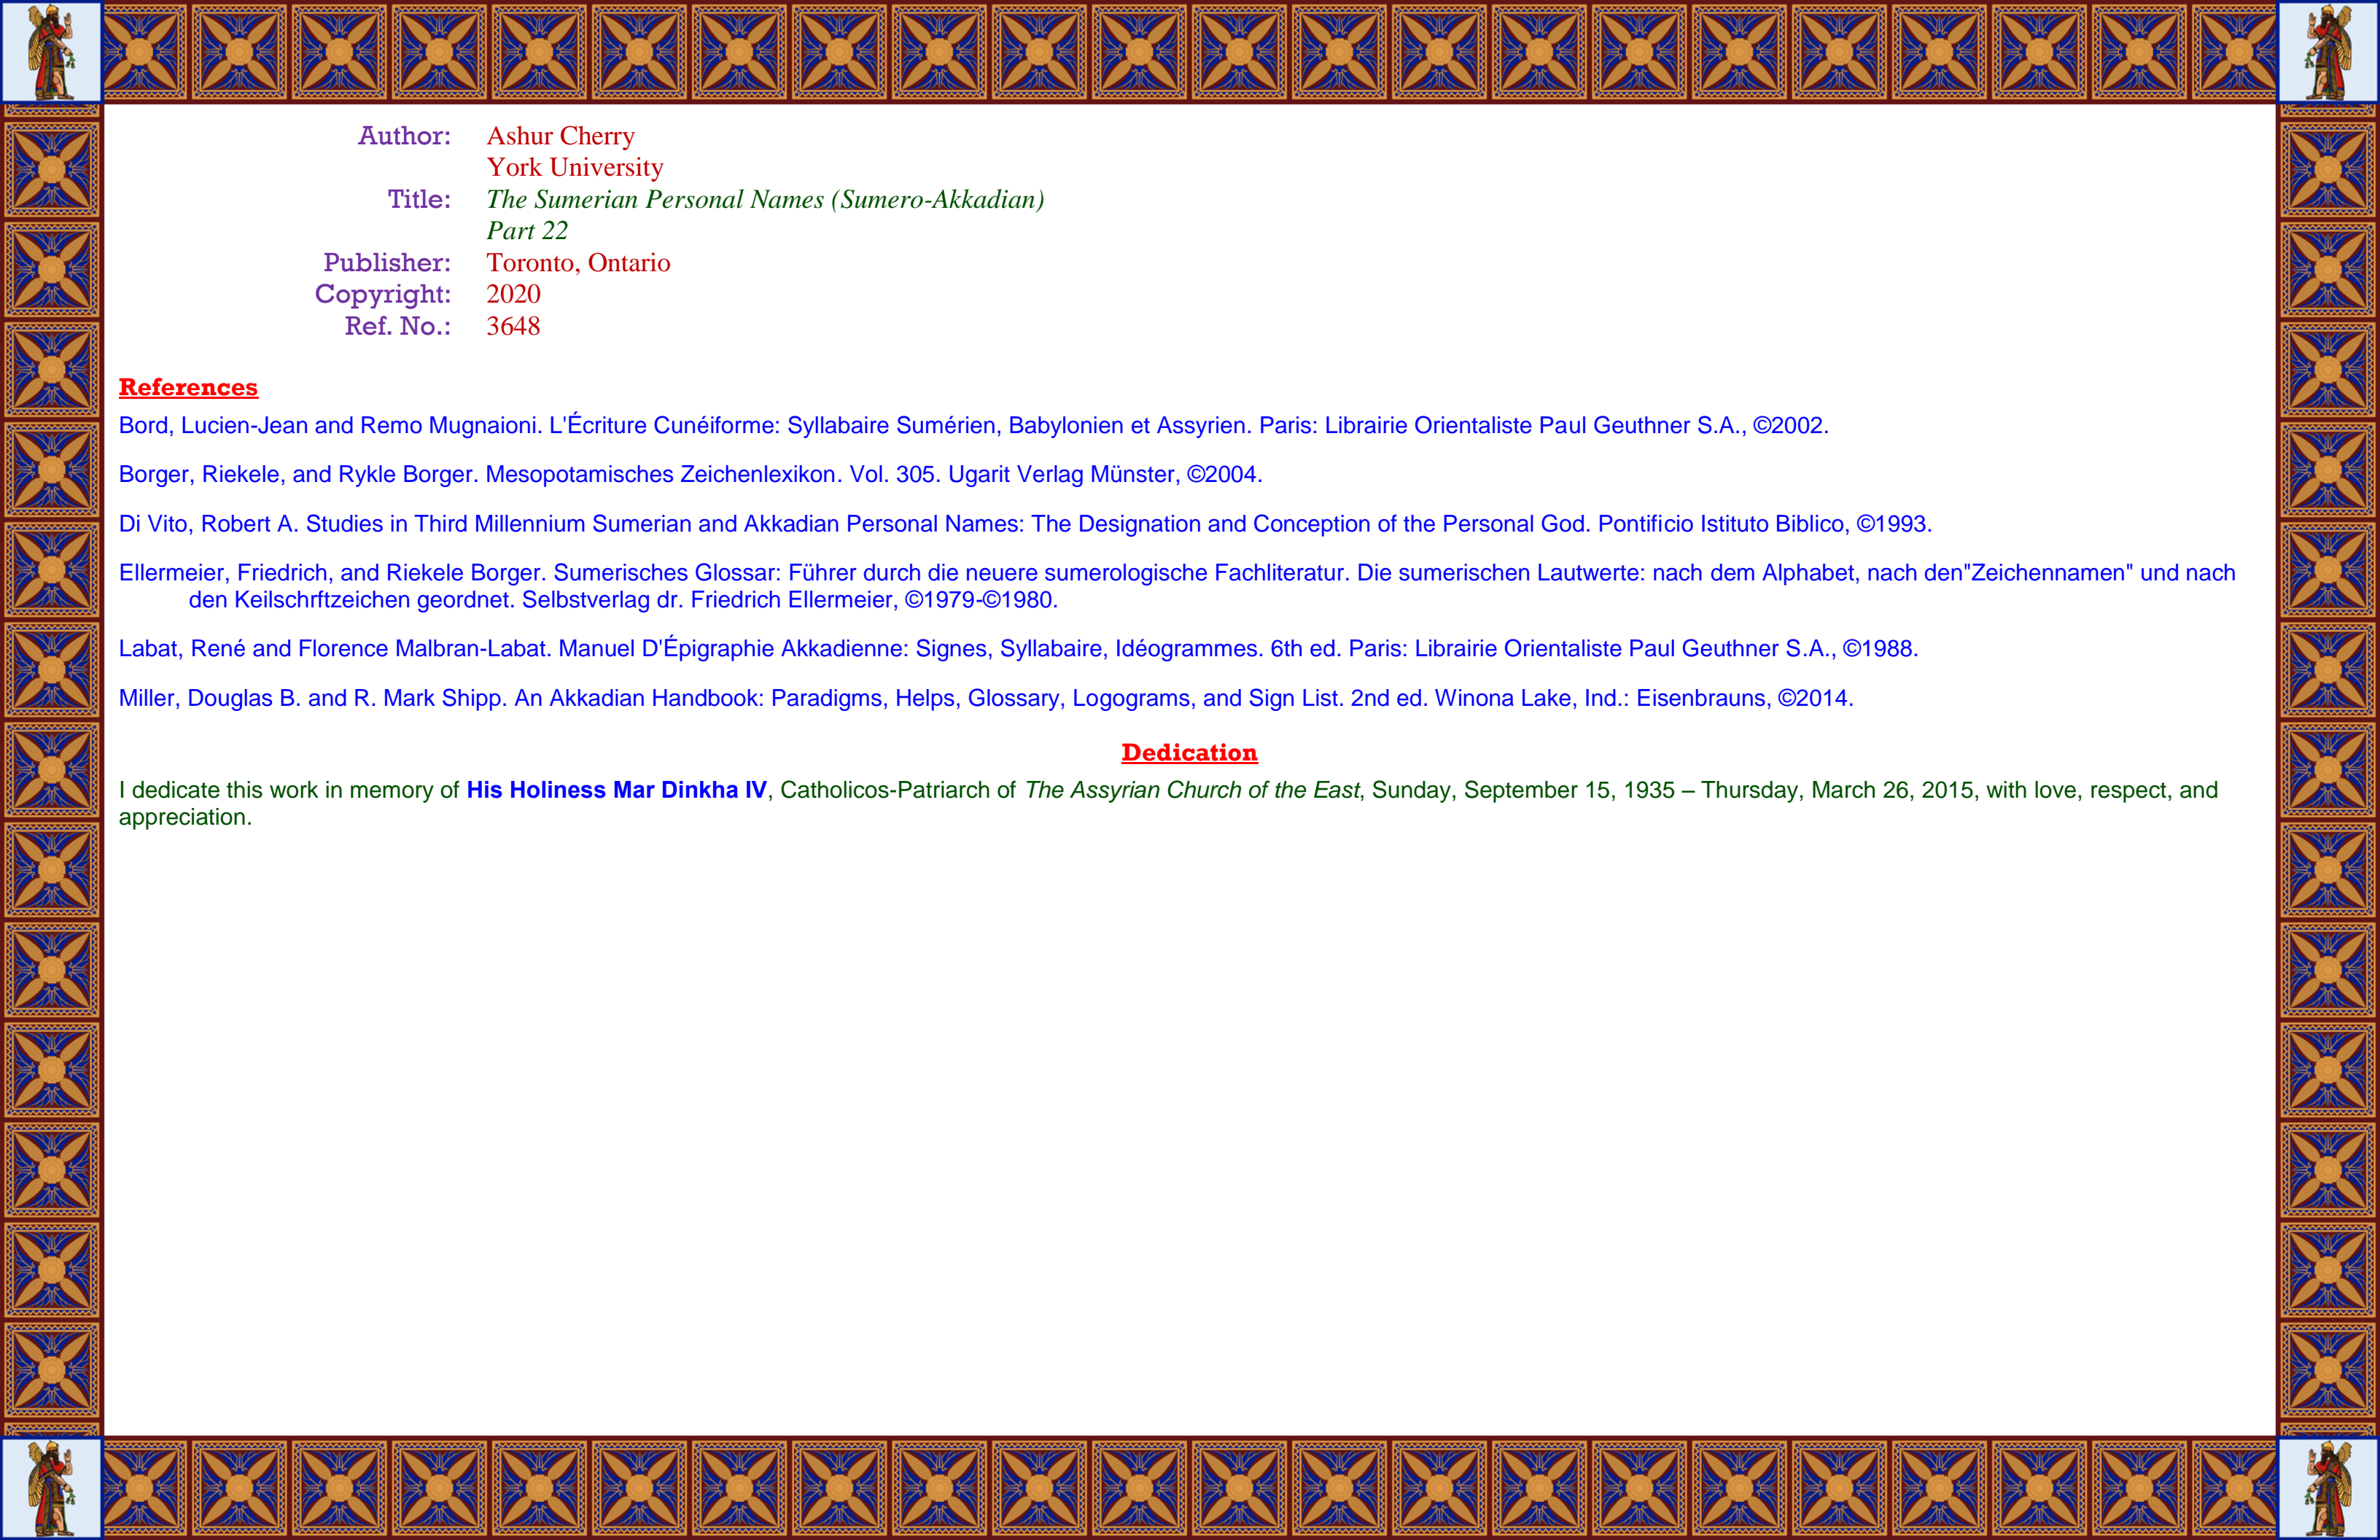 Author: Ashur Cherry
York University
Title: The Sumerian Personal Names (Sumero-Akkadian)
Part 22
Publisher: Toronto, Ontario
Copyright: 2020
Ref. No.: 3648
References
Bord, Lucien-Jean and Remo Mugnaioni. L'Écriture Cunéiforme: Syllabaire Sumérien, Babylonien et Assyrien. Paris: Librairie Orientaliste Paul Geuthner S.A., ©2002.
Borger, Riekele, and Rykle Borger. Mesopotamisches Zeichenlexikon. Vol. 305. Ugarit Verlag Münster, ©2004.
Di Vito, Robert A. Studies in Third Millennium Sumerian and Akkadian Personal Names: The Designation and Conception of the Personal God. Pontificio Istituto Biblico, ©1993.
Ellermeier, Friedrich, and Riekele Borger. Sumerisches Glossar: Führer durch die neuere sumerologische Fachliteratur. Die sumerischen Lautwerte: nach dem Alphabet, nach den"Zeichennamen" und nach
den Keilschrftzeichen geordnet. Selbstverlag dr. Friedrich Ellermeier, ©1979-©1980.
Labat, René and Florence Malbran-Labat. Manuel D'Épigraphie Akkadienne: Signes, Syllabaire, Idéogrammes. 6th ed. Paris: Librairie Orientaliste Paul Geuthner S.A., ©1988.
Miller, Douglas B. and R. Mark Shipp. An Akkadian Handbook: Paradigms, Helps, Glossary, Logograms, and Sign List. 2nd ed. Winona Lake, Ind.: Eisenbrauns, ©2014.
Dedication
I dedicate this work in memory of His Holiness Mar Dinkha IV, Catholicos-Patriarch of The Assyrian Church of the East, Sunday, September 15, 1935 – Thursday, March 26, 2015, with love, respect, and
appreciation.